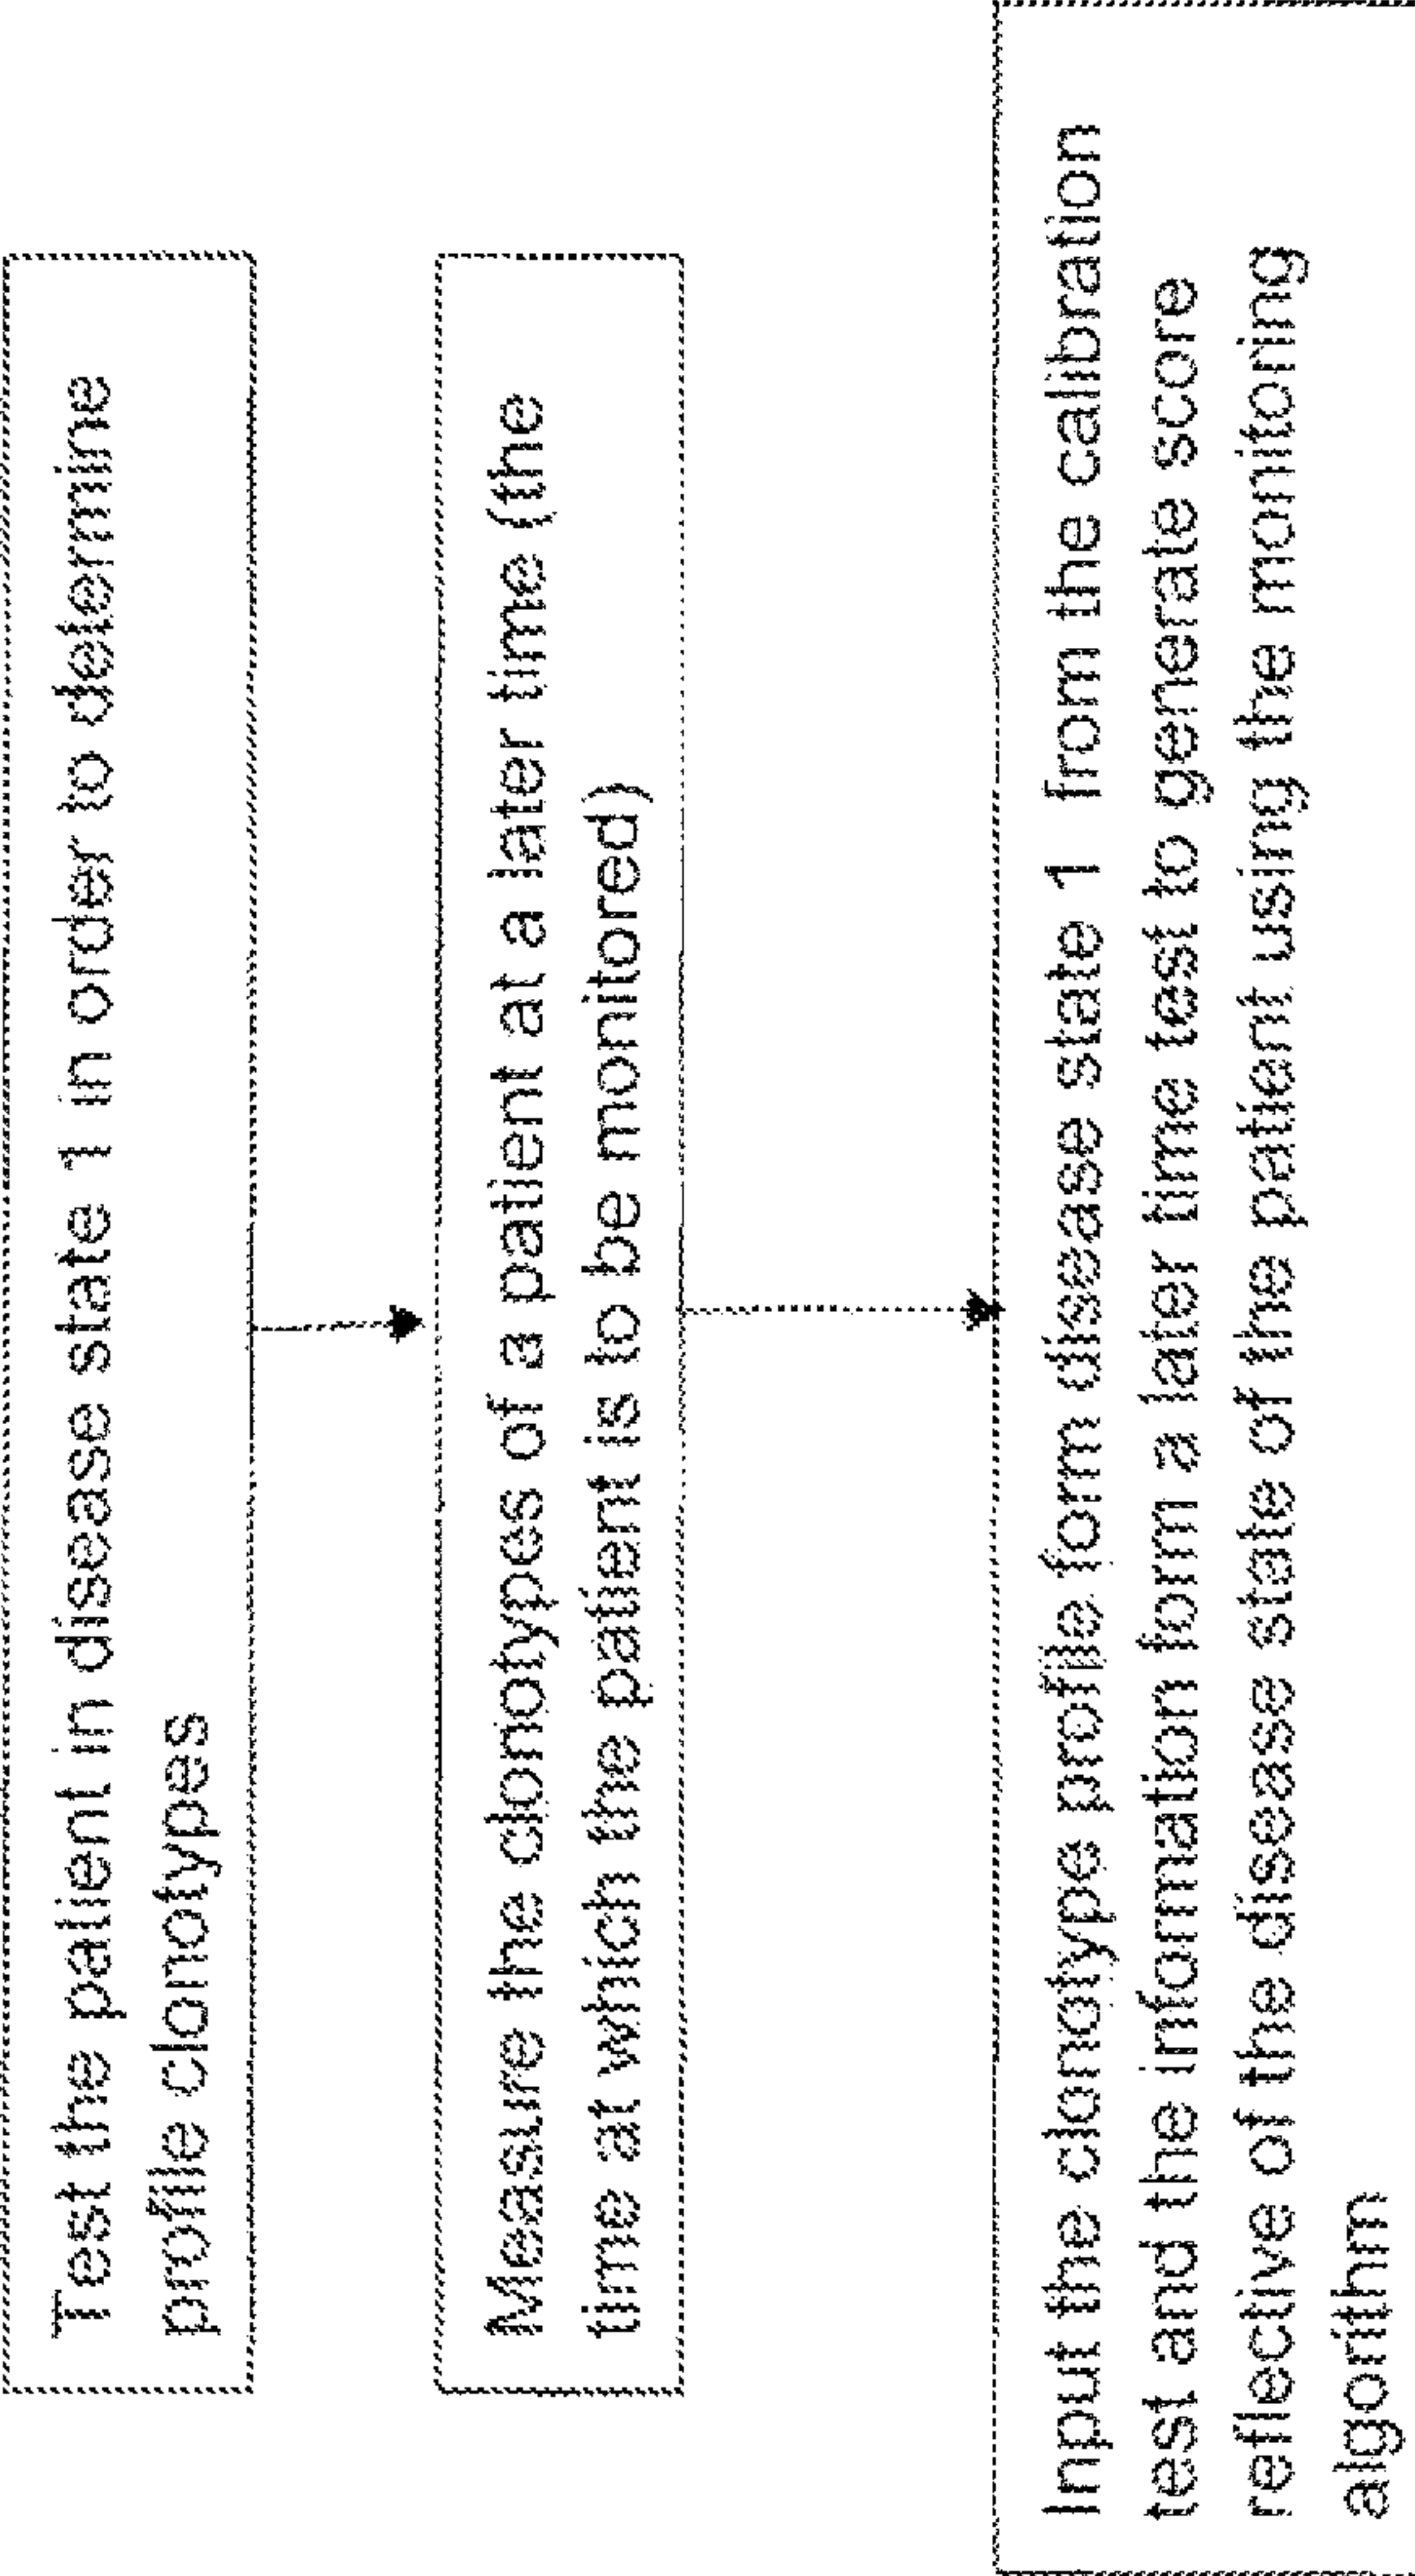 Test the patient in disease state 1 in order to determine
profile clonotypes
Measure the clonotypes of a patient at a later time (the
time at which the patient is to be monitored)
Input the clonotype profile form disease state 1 from the calibration
test and the information form a later time test to generate score
reflective of the disease state of the patient using the monitoring
algorithm